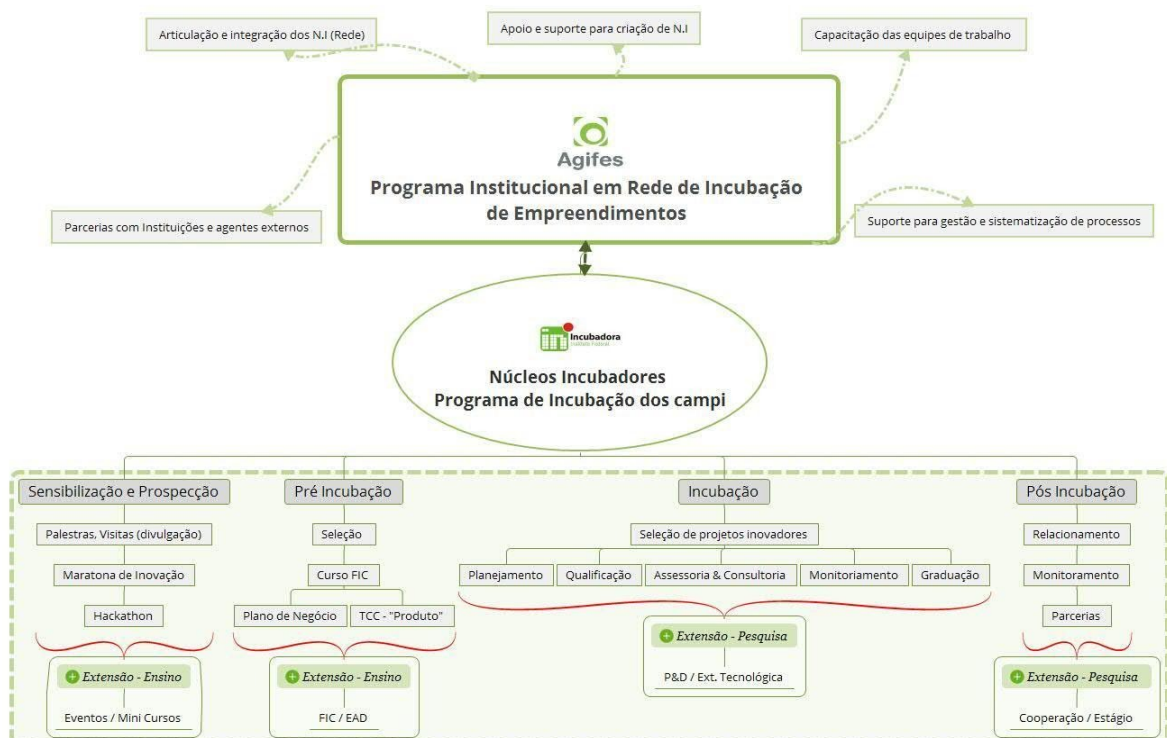 Articulação e integração dos N.I (Rede)
Apoio e suporte para criação de N.I
Capacitação das equipes de trabalho
Agifes
Programa Institucional em Rede de Incubação
de Empreendimentos
Parcerias com Instituições e agentes externos
Suporte para gestão e sistematização de processos
Incubadora
Núcleos Incubadores
Programa de Incubação dos campi
Sensibilização e Prospecção
Pré Incubação
Incubação
Pós Incubação
Palestras, Visitas (divulgação)
Seleção
Seleção de projetos inovadores
Relacionamento
Maratona de Inovação
Curso FIC
Planejamento
Qualificação
Assessoria & Consultoria
Monitoriamento
Graduação
Monitoramento
Hackathon
Plano de Negócio
TCC - "Produto"
Parcerias
Extensão - Ensino
Extensão - Ensino
Extensão - Pesquisa
Extensão - Pesquisa
Eventos / Mini Cursos
FIC / EAD
P&D / Ext. Tecnológica
Cooperação / Estágio